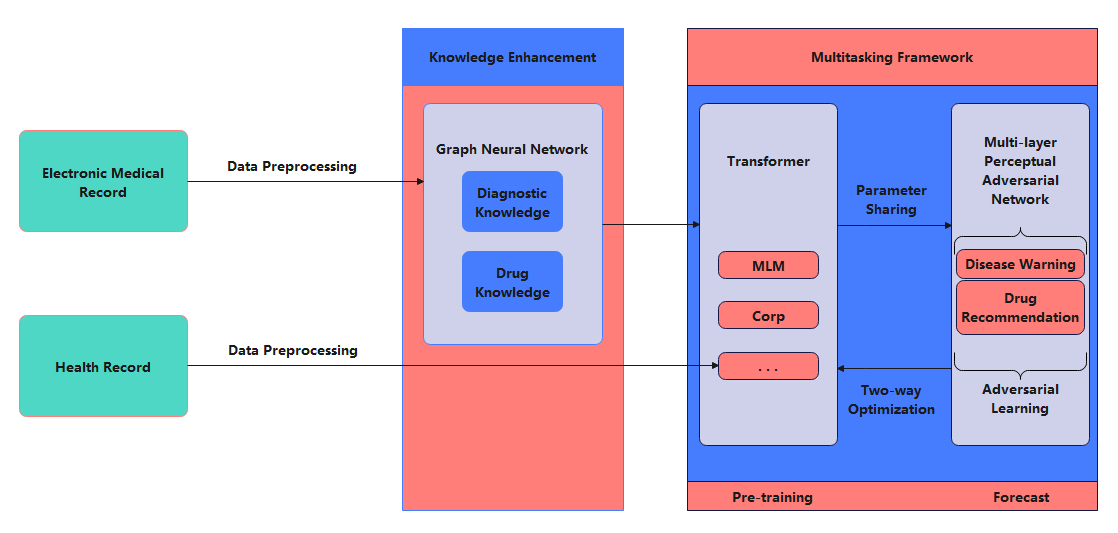 Knowledge Enhancement
Multitasking Framework
Electronic Medical
Record
Data Preprocessing
Graph Neural Network
Diagnostic
Knowledge
Drug
Knowledge
Health Record
Data Preprocessing
Transformer
MLM
Corp
. . .
Parameter
Sharing
Two-way
Optimization
Multi-layer
Perceptual
Adversarial
Network
Disease Warning
Drug
Recommendation
Adversarial
Learning
Pre-training
Forecast